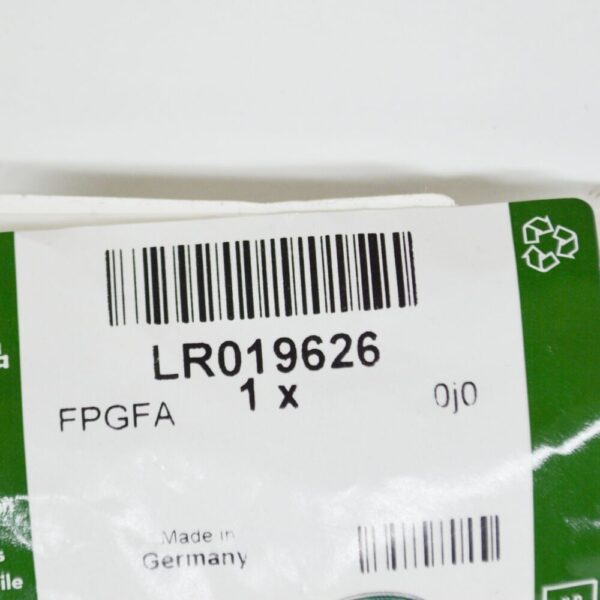 LR019626
1 x
FPGFA 0j0
Made in
Germany